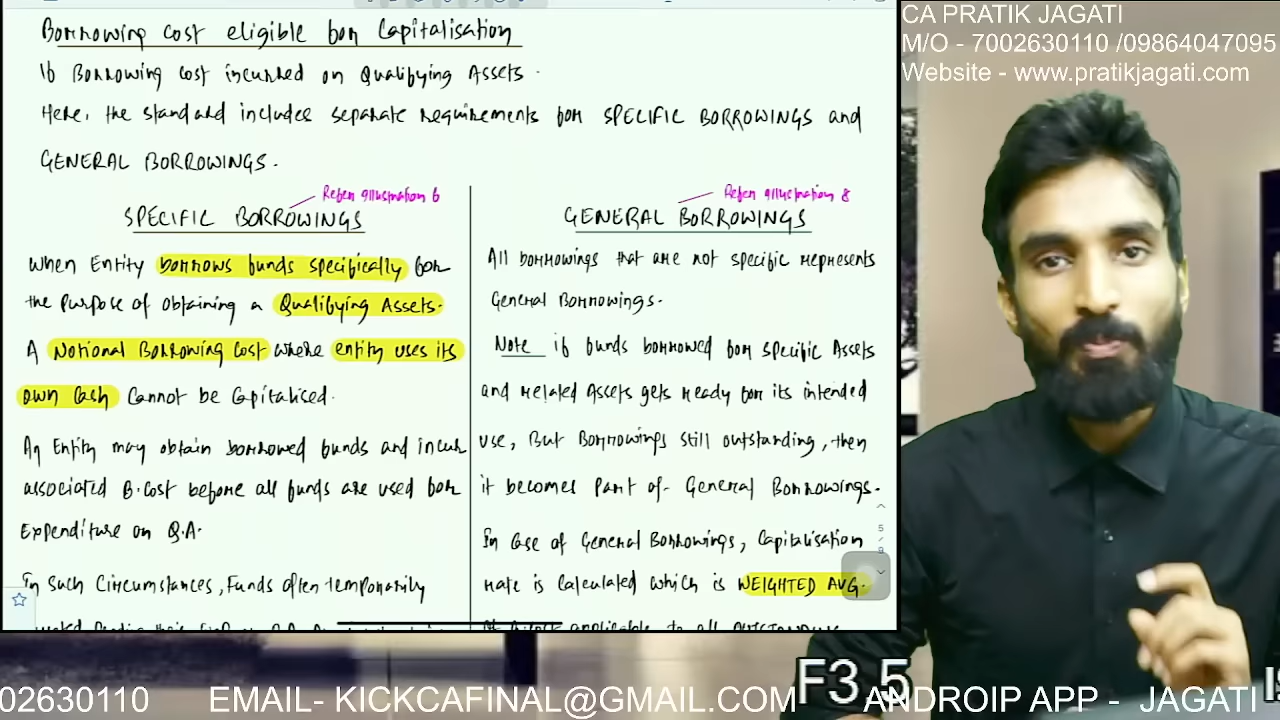 Borrowing Cost eligible for Capitalisation
If Borrowing Cost incurred on Qualifying Assets.
Here, the standard includes separate requirements for SPECIFIC BORROWINGS and
GENERAL BORROWINGS.
Refer illustration 6
SPECIFIC BORROWINGS
When Entity borrows funds specifically for
the Purpose of obtaining a Qualifying Assets.
A Notional Borrowing Cost where entity uses its
own Cash Cannot be Capitalised.
An Entity may obtain borrowed funds and incur
associated B.Cost before all funds are used for
Expenditure on Q.A.
In Such Circumstances, Funds often temporarily
Refer illustration 8
GENERAL BORROWINGS
All borrowings that are not specific represents
General Borrowings.
Note if funds borrowed for specific Assets
and related Assets gets ready for its intended
use, But Borrowings still outstanding, then
it becomes Part of General Borrowings.
In Case of General Borrowings, Capitalisation
rate is Calculated which is WEIGHTED AVG.
applicable to all OUTSTANDING
5
9
CA PRATIK JAGATI
M/O - 7002630110 /09864047095
Website - www.pratikjagati.com
F3 5
02630110 EMAIL- KICKCAFINAL@GMAIL.COM ANDROIP APP - JAGATI